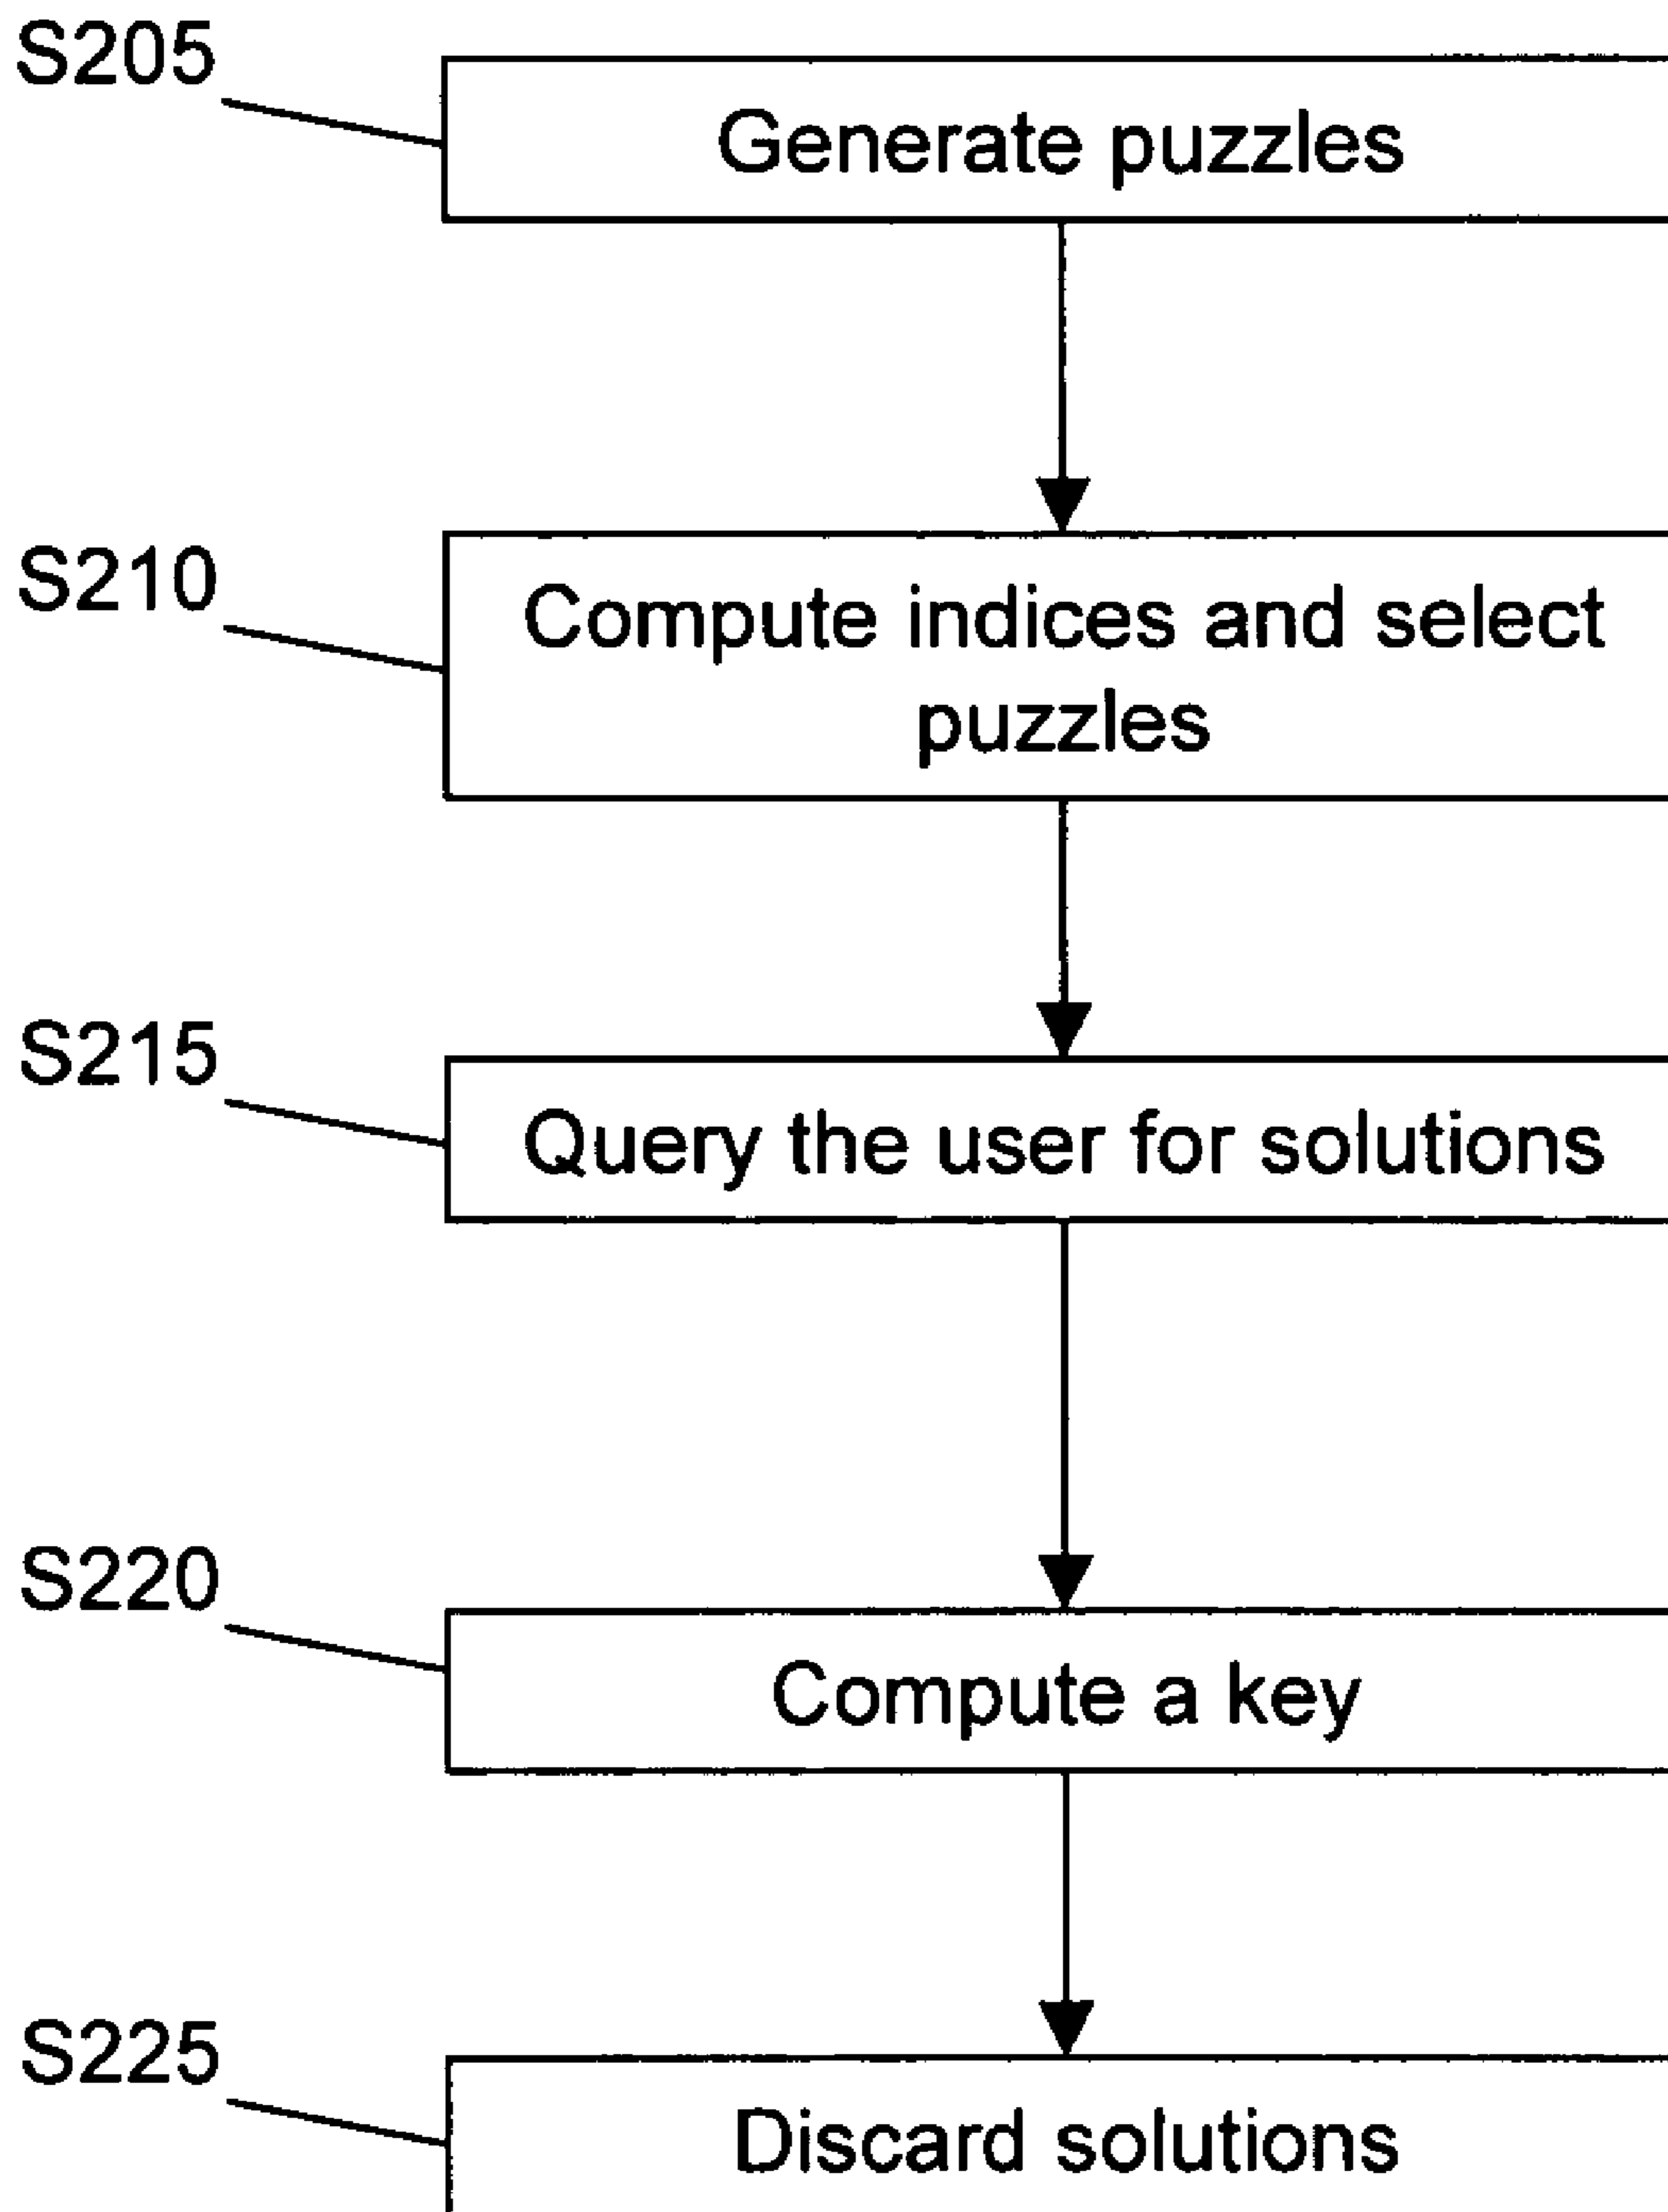 S205
Generate puzzles
S210
Compute indices and select
puzzles
S215
Query the user for solutions
S220
Compute a key
S225
Discard solutions